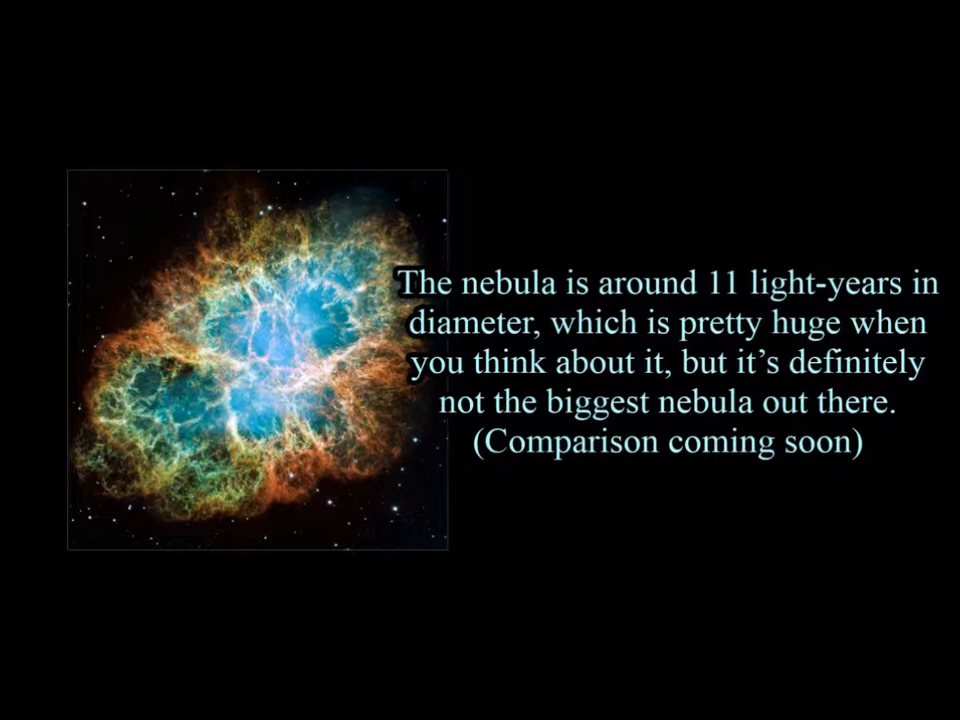 The nebula is around 11 light-years in
diameter, which is pretty huge when
you think about it, but it’s definitely
not the biggest nebula out there.
(Comparison coming soon)